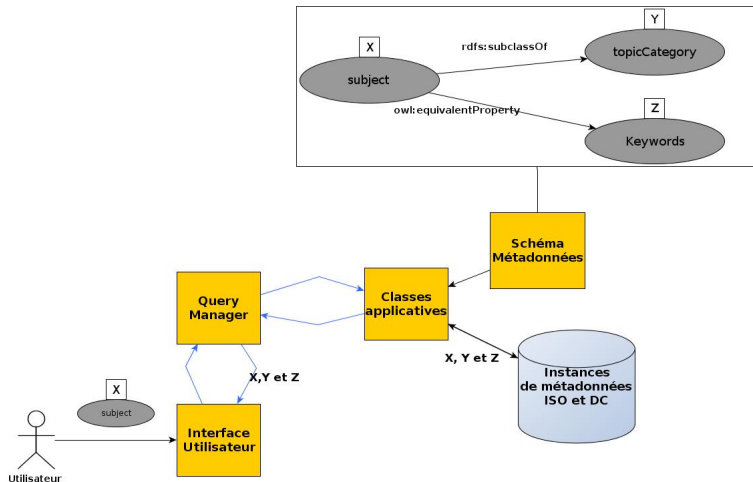 Y
X
rdfs:subclassOf
topicCategory
subject
Z
owl:equivalentProperty
Keywords
Schéma
Métadonnées
Query
Manager
Classes
applicatives
X, Y et Z
Instances
de métadonnées
ISO et DC
X,Y et Z
X
subject
Interface
Utilisateur
Utilisateur